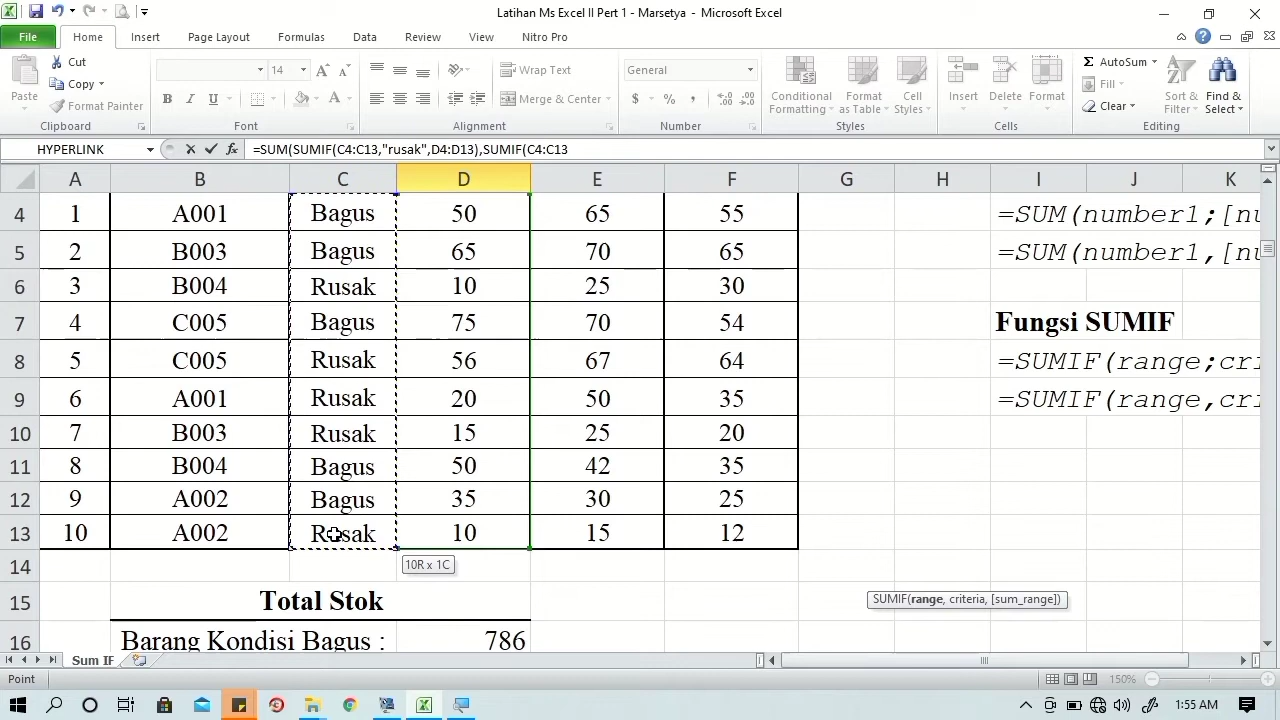 Latihan Ms Excel II Pert 1 - Marsetya - Microsoft Excel
File Home Insert Page Layout Formulas Data Review View Nitro Pro
Paste Cut Copy Format Painter Clipboard
14 B I U A A A Font
Wrap Text Merge & Center Alignment
General $ % , Number
Conditional Formatting Format as Table Cell Styles Styles
Insert Delete Format Cells
Σ AutoSum Fill Clear Sort & Filter Find & Select Editing
HYPERLINK fx =SUM(SUMIF(C4:C13,"rusak",D4:D13),SUMIF(C4:C13
A B C D E F G H I J K
4 1 A001 Bagus 50 65 55 =SUM(number1;[nu
5 2 B003 Bagus 65 70 65 =SUM(number1,[nu
6 3 B004 Rusak 10 25 30
7 4 C005 Bagus 75 70 54 Fungsi SUMIF
8 5 C005 Rusak 56 67 64 =SUMIF(range;cri
9 6 A001 Rusak 20 50 35 =SUMIF(range,cri
10 7 B003 Rusak 15 25 20
11 8 B004 Bagus 50 42 35
12 9 A002 Bagus 35 30 25
13 10 A002 Rusak 10 15 12
14 10R x 1C
15 Total Stok SUMIF(range, criteria, [sum_range])
16 Barang Kondisi Bagus : 786
Sum IF
Point 150%
1:55 AM